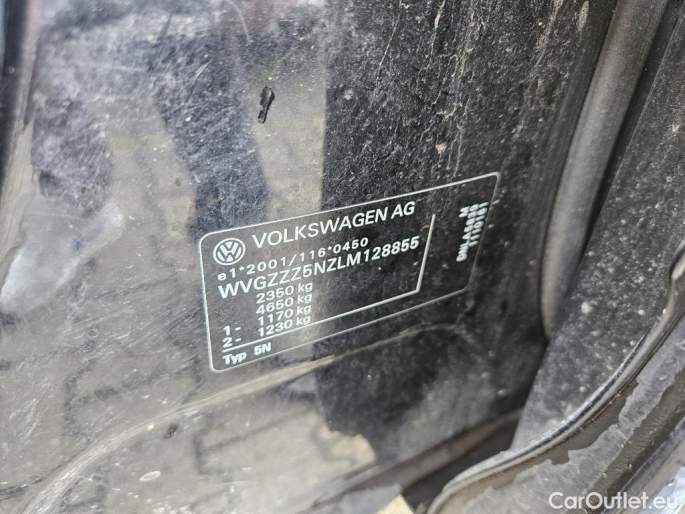 VOLKSWAGEN AG
e1*2001/116*0450
WVGZZZ5NZLM128855
2350 kg
4650 kg
1- 1170 kg
2- 1230 kg
Typ 5N
M
1110181
CarOutlet.eu